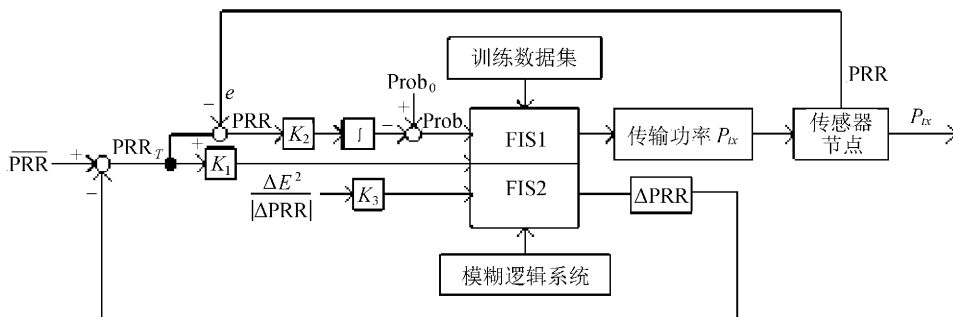 训练数据集
PRR
e
−
Prob₀
+
PRR
K₂
∫
−
Prob
FIS1
传输功率 Pₜₓ
传感器
节点
Pₜₓ
PRR
+
PRR_T
+
K₁
−
ΔE²
|ΔPRR|
K₃
FIS2
ΔPRR
模糊逻辑系统